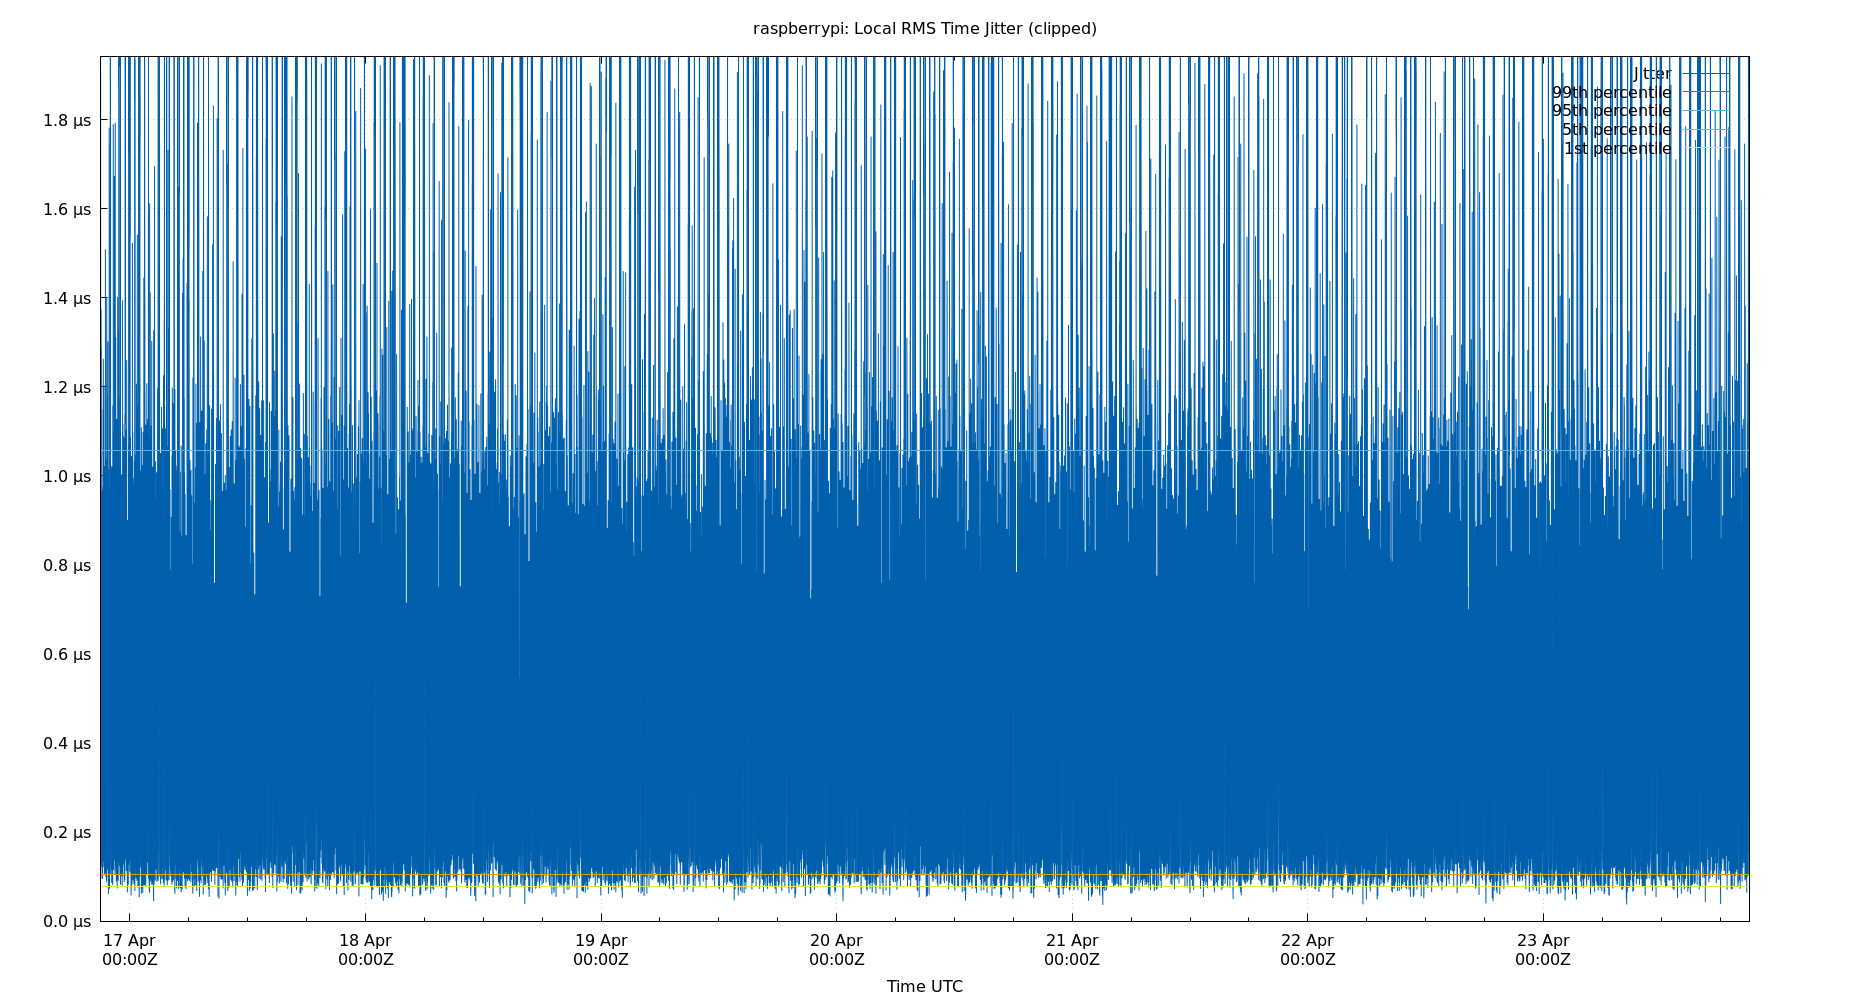 raspberrypi: Local RMS Time Jitter (clipped)
Jitter
99th percentile
95th percentile
5th percentile
1st percentile
1.8 µs
1.6 µs
1.4 µs
1.2 µs
1.0 µs
0.8 µs
0.6 µs
0.4 µs
0.2 µs
0.0 µs
17 Apr 18 Apr 19 Apr 20 Apr 21 Apr 22 Apr 23 Apr
00:00Z 00:00Z 00:00Z 00:00Z 00:00Z 00:00Z 00:00Z
Time UTC